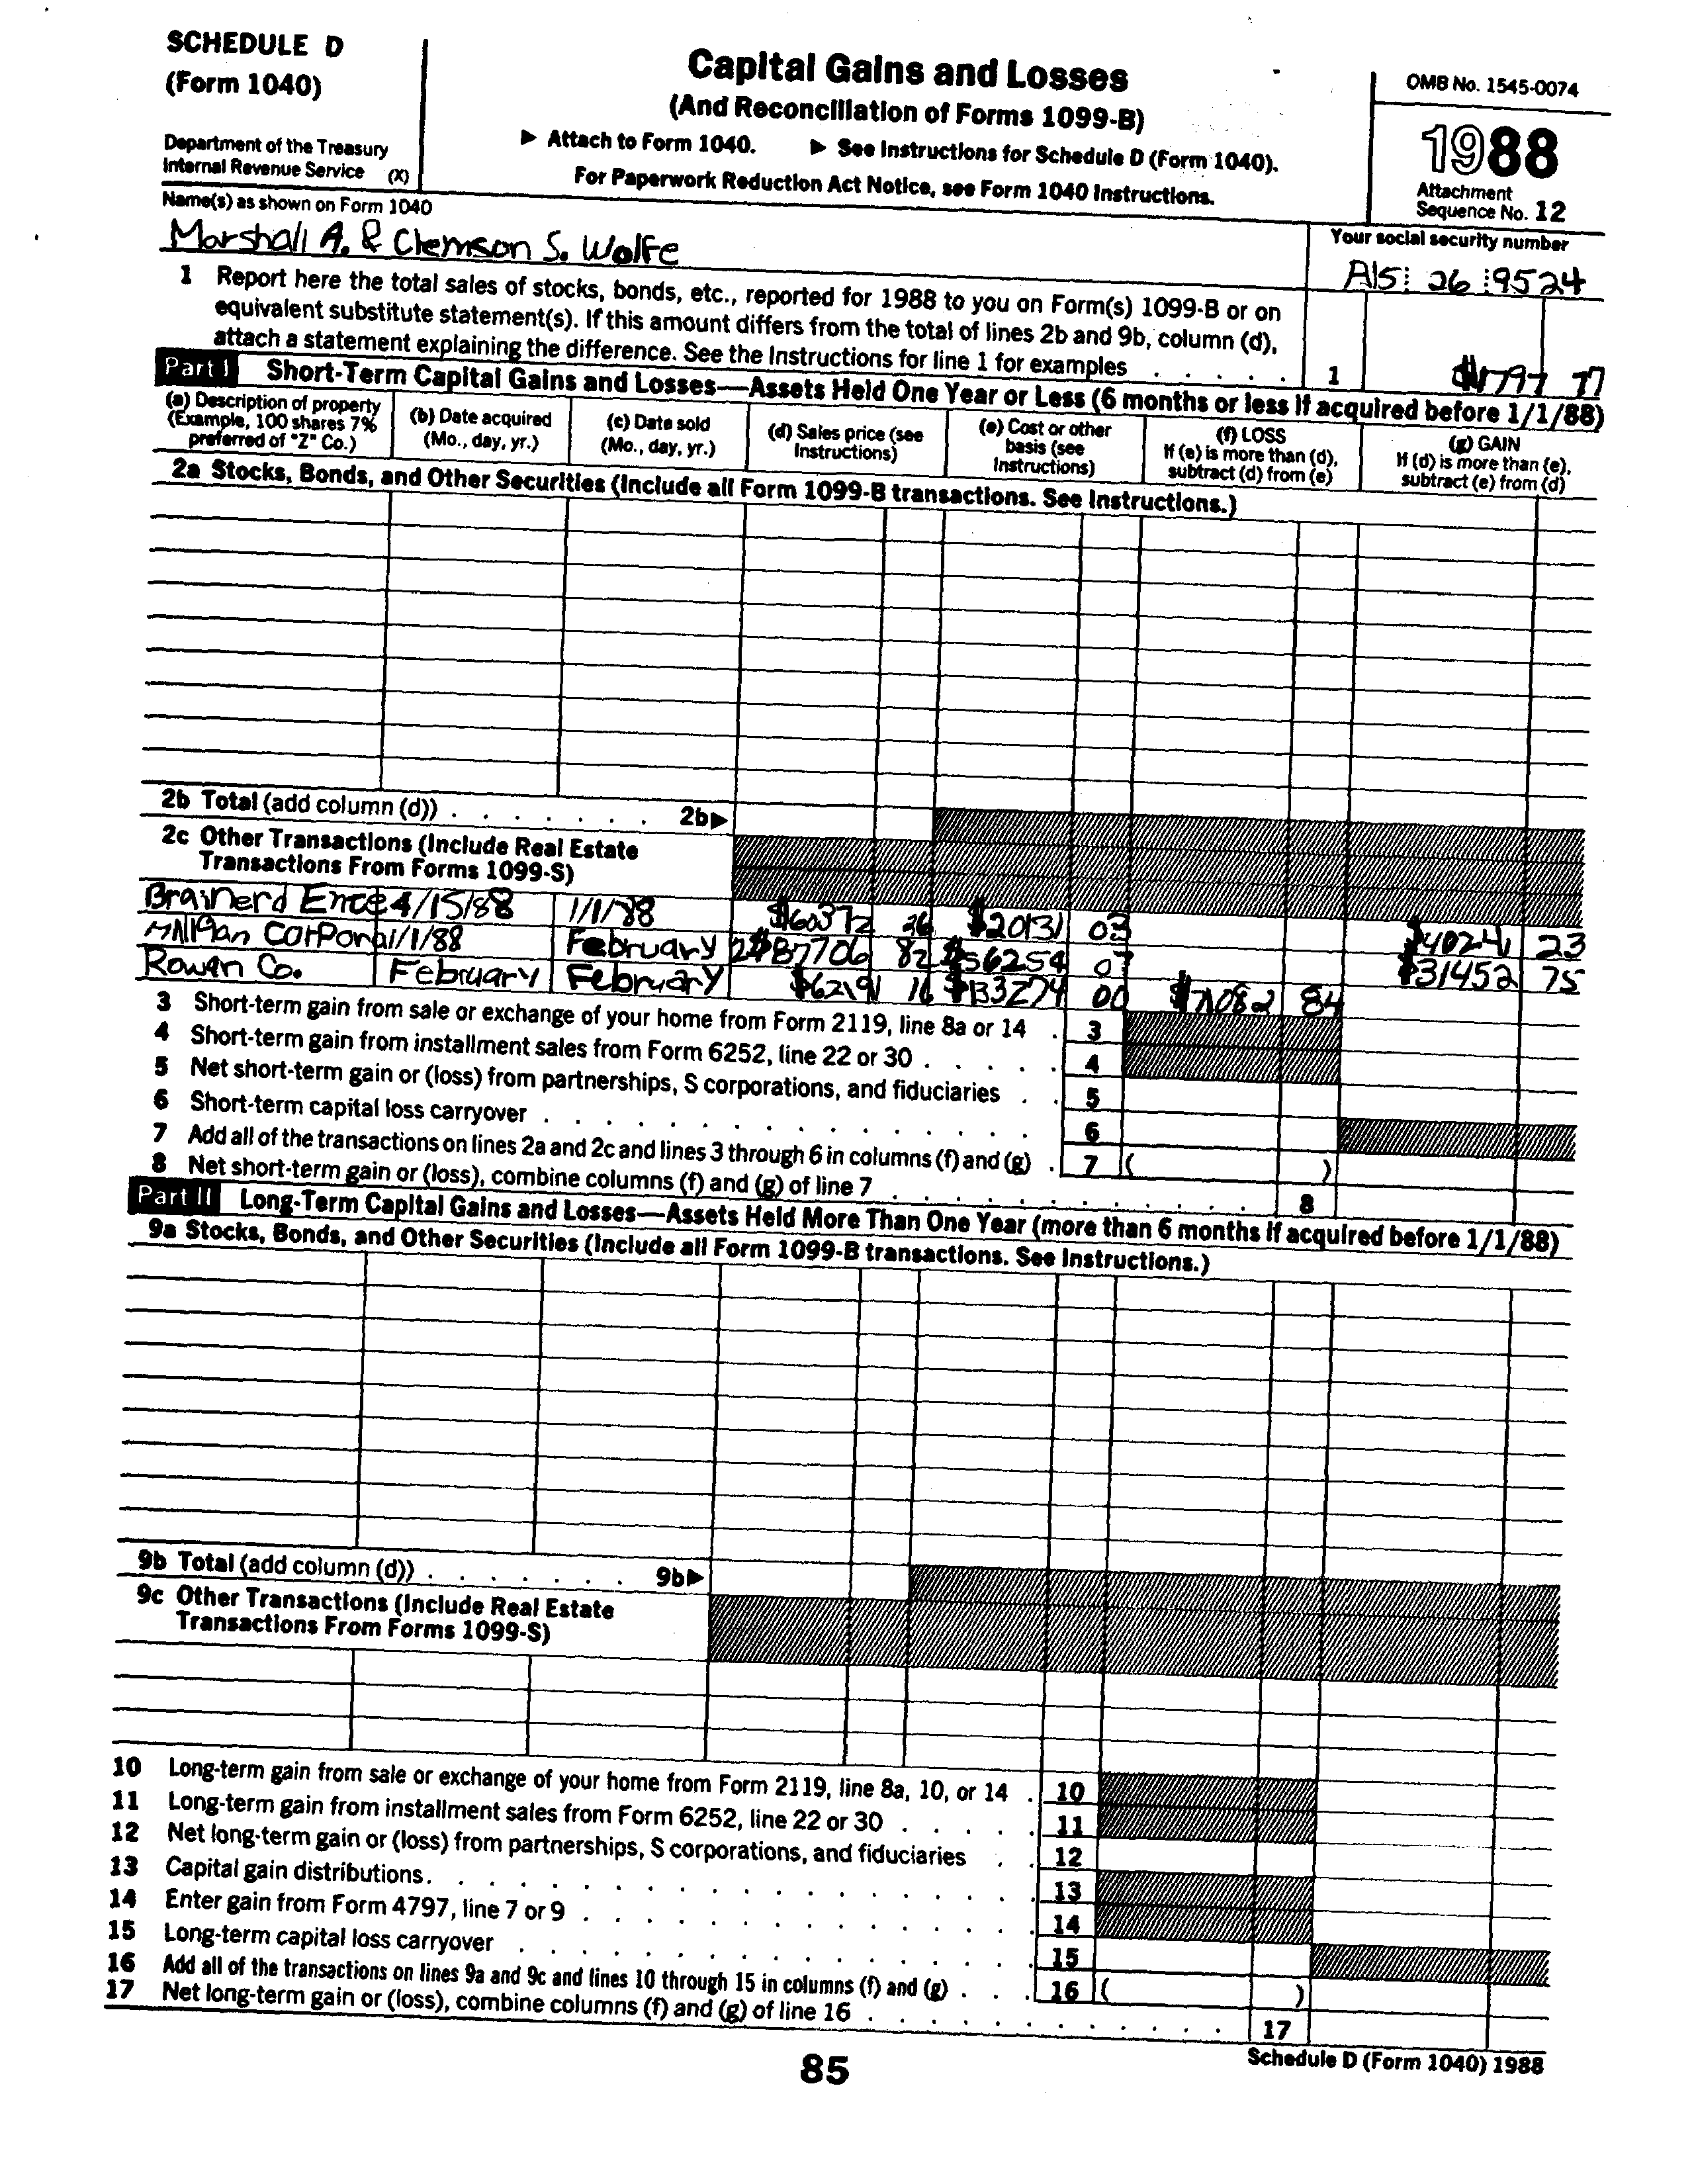 SCHEDULE D
(Form 1040)
Department of the Treasury
Internal Revenue Service (X)
Capital Gains and Losses
(And Reconciliation of Forms 1099-B)
▶ Attach to Form 1040. ▶ See Instructions for Schedule D (Form 1040).
For Paperwork Reduction Act Notice, see Form 1040 Instructions.
OMB No. 1545-0074
1988
Attachment
Sequence No. 12
Name(s) as shown on Form 1040
Marshall A. & Clemson S. Wolfe
Your social security number
26 9524
1 Report here the total sales of stocks, bonds, etc., reported for 1988 to you on Form(s) 1099-B or on
equivalent substitute statement(s). If this amount differs from the total of lines 2b and 9b, column (d),
attach a statement explaining the difference. See the Instructions for line 1 for examples . . . . . 1 77
Part I Short-Term Capital Gains and Losses—Assets Held One Year or Less (6 months or less if acquired before 1/1/88)
(a) Description of property
(Example, 100 shares 7%
preferred of "Z" Co.)
(b) Date acquired
(Mo., day, yr.)
(c) Date sold
(Mo., day, yr.)
(d) Sales price (see
Instructions)
(e) Cost or other
basis (see
Instructions)
(f) LOSS
If (e) is more than (d),
subtract (d) from (e)
(g) GAIN
If (d) is more than (e),
subtract (e) from (d)
2a Stocks, Bonds, and Other Securities (Include all Form 1099-B transactions. See Instructions.)
2b Total (add column (d)) . . . . . . . 2b▶
2c Other Transactions (Include Real Estate
Transactions From Forms 1099-S)
Brainerd 4/15/88 1/1/88 $60372 26 $20131 03 $40241 23
1/1/88 February 2 $87706 82 $56254 07 $31452 75
Rowan Co. February February 16 00 84
3 Short-term gain from sale or exchange of your home from Form 2119, line 8a or 14 . 3
4 Short-term gain from installment sales from Form 6252, line 22 or 30 . . . . . 4
5 Net short-term gain or (loss) from partnerships, S corporations, and fiduciaries . . 5
6 Short-term capital loss carryover . . . . . . . . . . . . . . . . 6
7 Add all of the transactions on lines 2a and 2c and lines 3 through 6 in columns (f) and (g) . 7 ( )
8 Net short-term gain or (loss), combine columns (f) and (g) of line 7 . . . . . . . . . . . . 8
Part II Long-Term Capital Gains and Losses—Assets Held More Than One Year (more than 6 months if acquired before 1/1/88)
9a Stocks, Bonds, and Other Securities (Include all Form 1099-B transactions. See Instructions.)
9b Total (add column (d)) . . . . . . . 9b▶
9c Other Transactions (Include Real Estate
Transactions From Forms 1099-S)
10 Long-term gain from sale or exchange of your home from Form 2119, line 8a, 10, or 14 . 10
11 Long-term gain from installment sales from Form 6252, line 22 or 30 . . . . . 11
12 Net long-term gain or (loss) from partnerships, S corporations, and fiduciaries . . 12
13 Capital gain distributions. . . . . . . . . . . . . . . . . . . 13
14 Enter gain from Form 4797, line 7 or 9 . . . . . . . . . . . . . . 14
15 Long-term capital loss carryover . . . . . . . . . . . . . . . . 15
16 Add all of the transactions on lines 9a and 9c and lines 10 through 15 in columns (f) and (g) . . . 16 ( )
17 Net long-term gain or (loss), combine columns (f) and (g) of line 16 . . . . . . . . . . . . 17
85
Schedule D (Form 1040) 1988